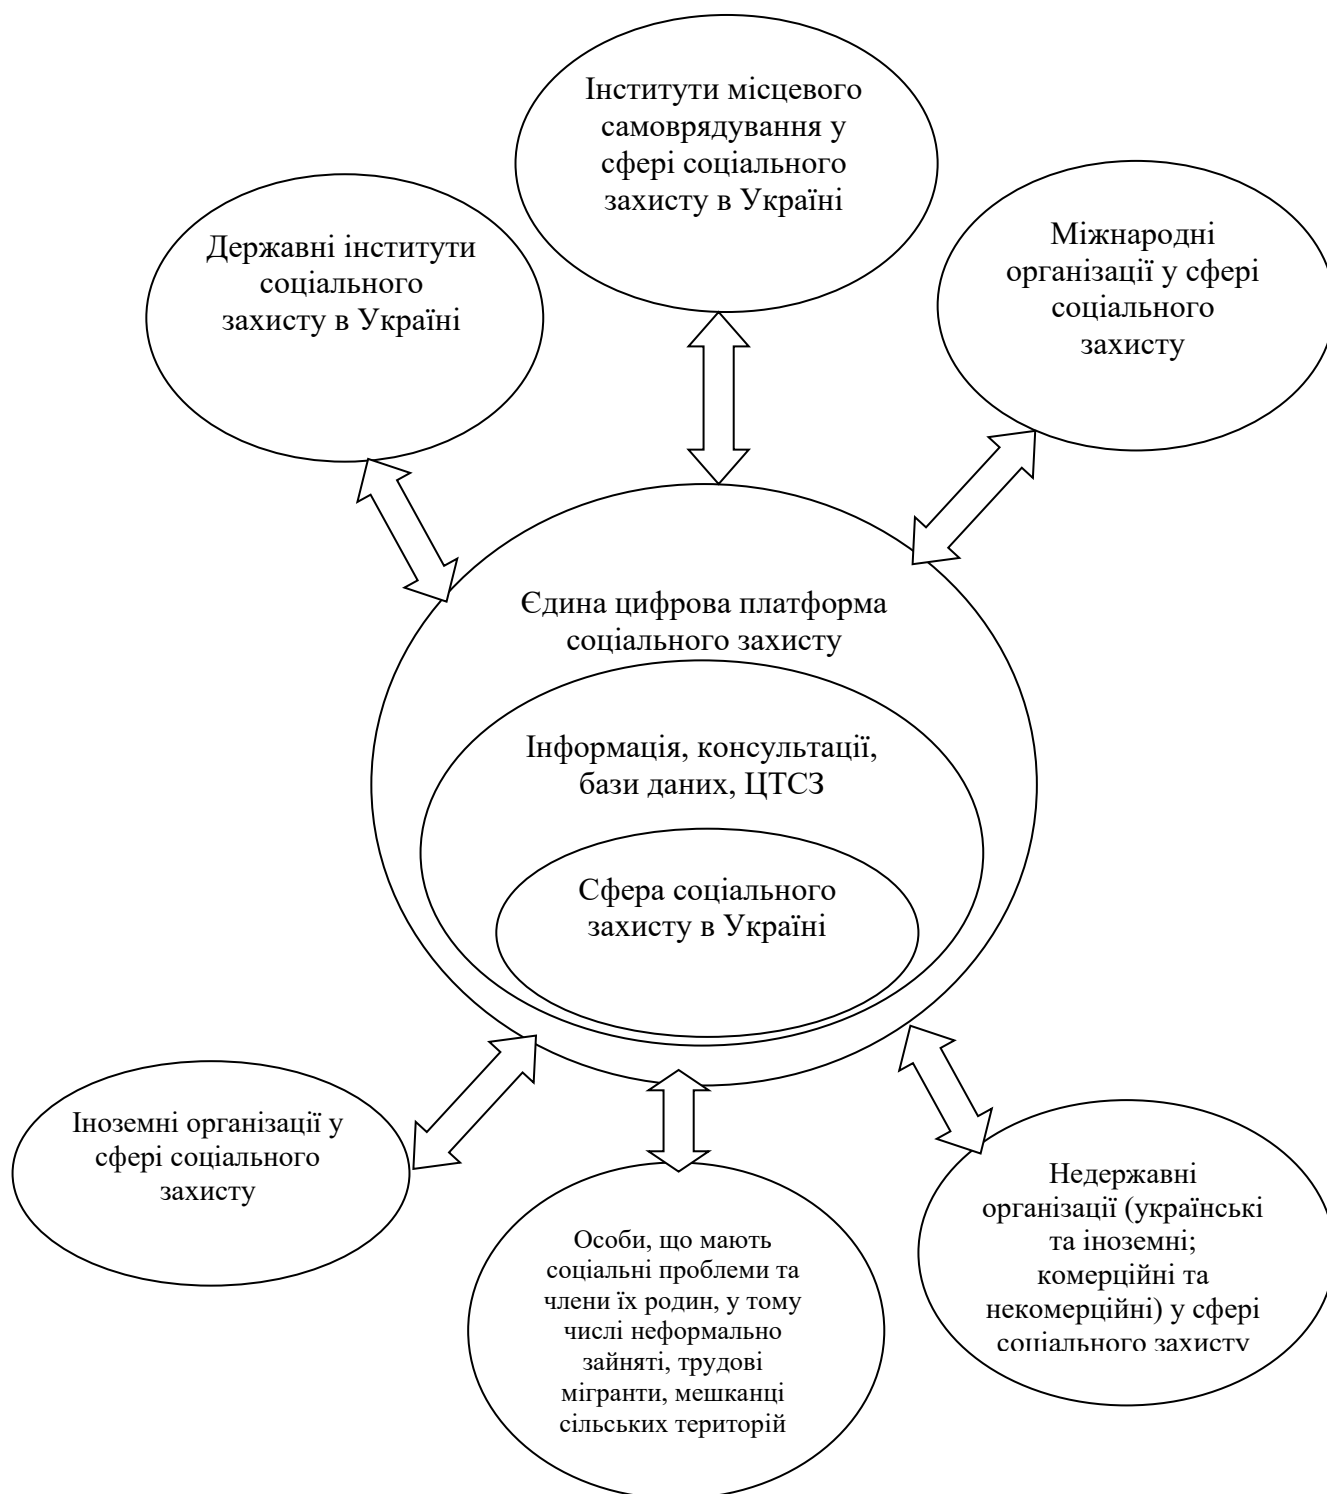 Інститути місцевого
самоврядування у
сфері соціального
захисту в Україні
Державні інститути
соціального
захисту в Україні
Міжнародні
організації у сфері
соціального
захисту
Єдина цифрова платформа
соціального захисту
Інформація, консультації,
бази даних, ЦТСЗ
Сфера соціального
захисту в Україні
Іноземні організації у
сфері соціального
захисту
Особи, що мають
соціальні проблеми та
члени їх родин, у тому
числі неформально
зайняті, трудові
мігранти, мешканці
сільських територій
Недержавні
організації (українські
та іноземні;
комерційні та
некомерційні) у сфері
соціального захисту